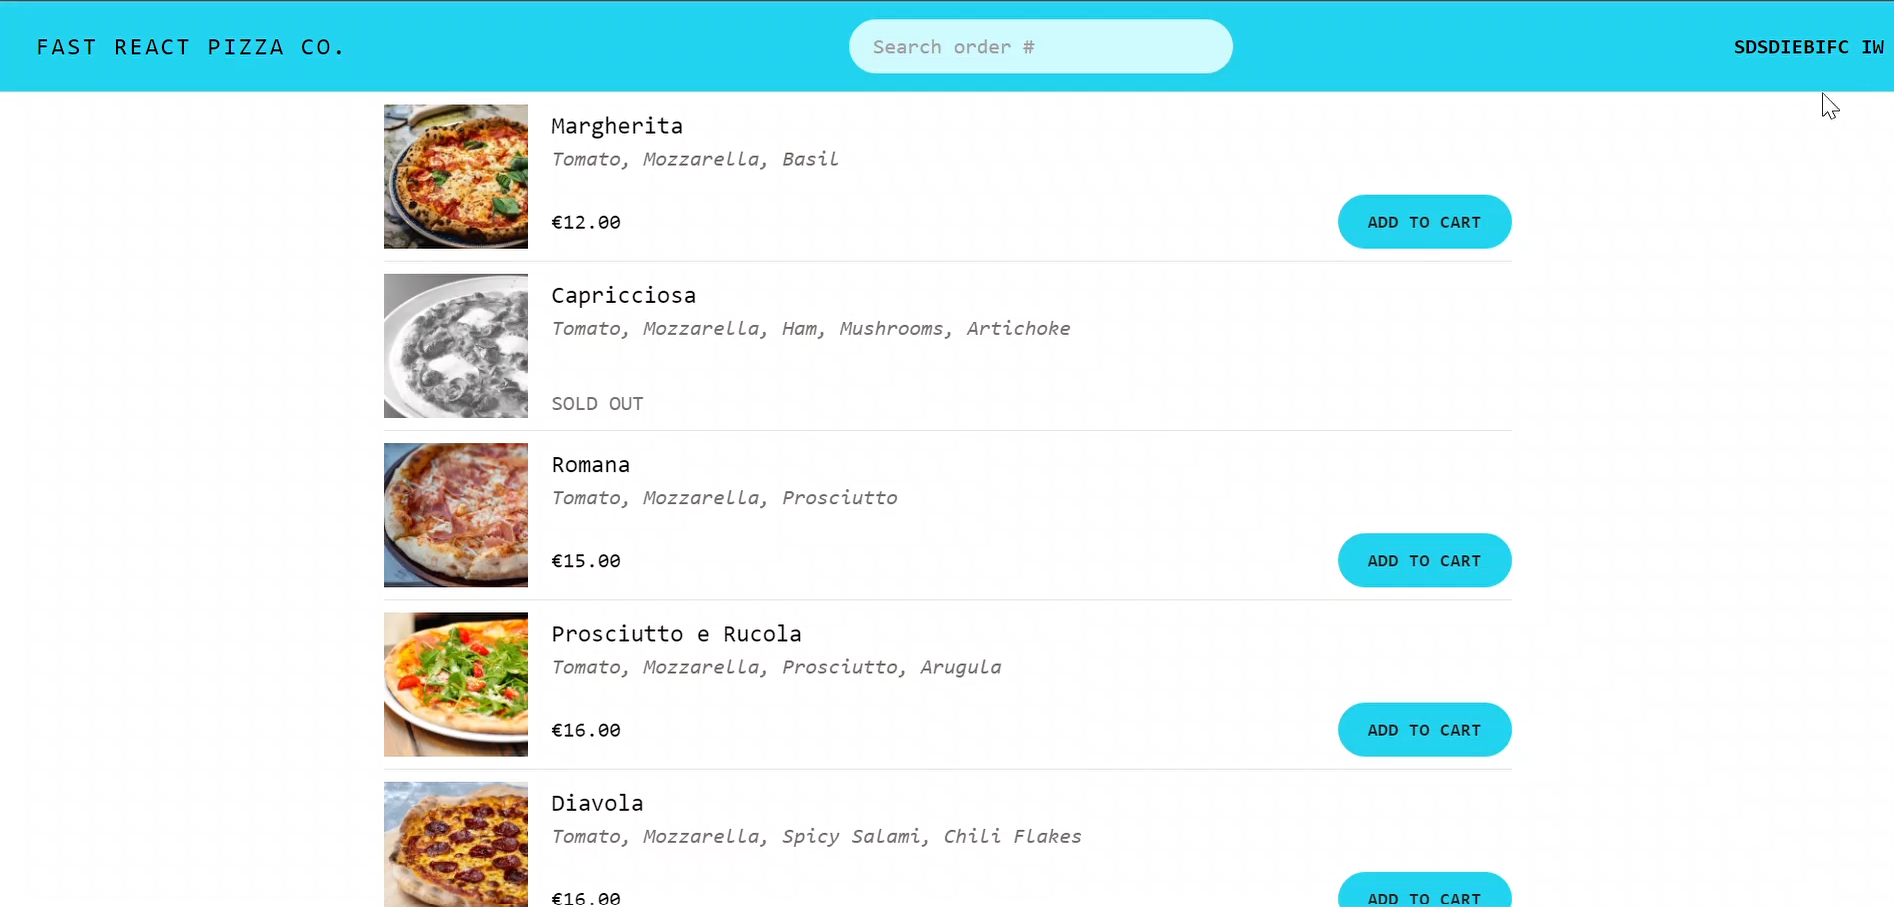 FAST REACT PIZZA CO.
Search order #
SDSDIEBIFC IW
Margherita
Tomato, Mozzarella, Basil
€12.00
ADD TO CART
Capricciosa
Tomato, Mozzarella, Ham, Mushrooms, Artichoke
SOLD OUT
Romana
Tomato, Mozzarella, Prosciutto
€15.00
ADD TO CART
Prosciutto e Rucola
Tomato, Mozzarella, Prosciutto, Arugula
€16.00
ADD TO CART
Diavola
Tomato, Mozzarella, Spicy Salami, Chili Flakes
€16.00
ADD TO CART